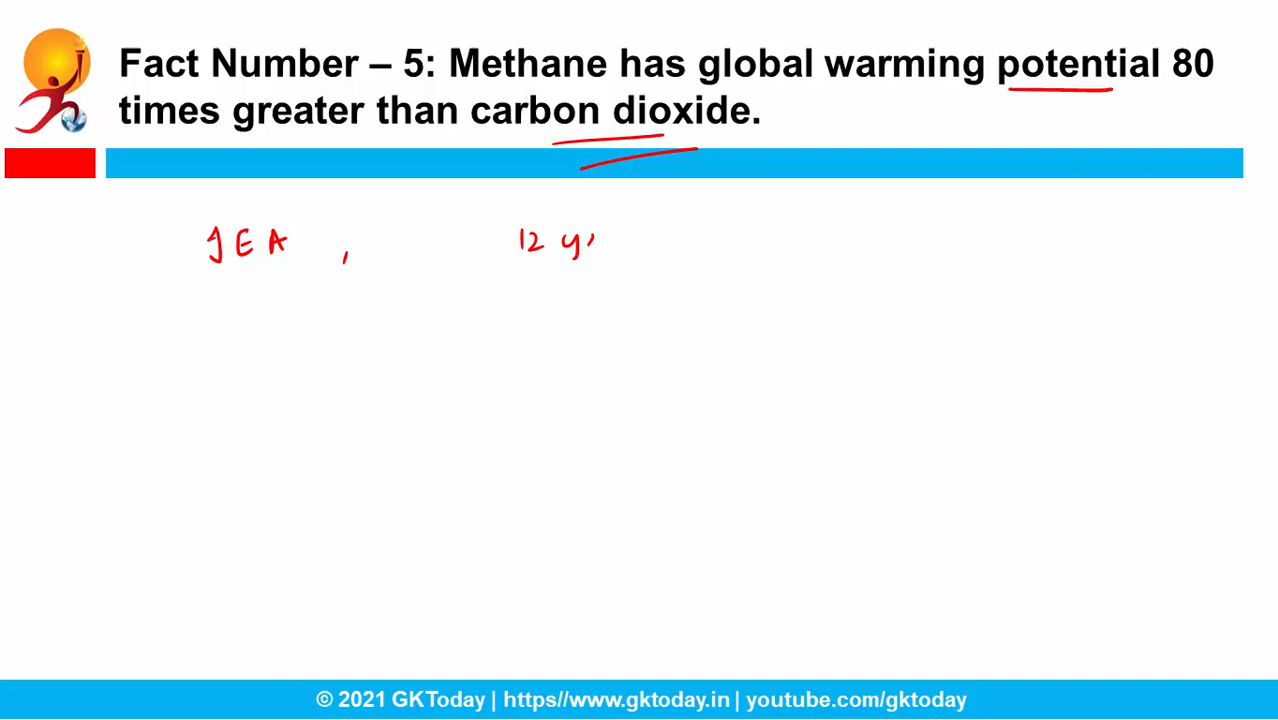 Fact Number – 5: Methane has global warming potential 80
times greater than carbon dioxide.
IEA , 12 yr
© 2021 GKToday | https//www.gktoday.in | youtube.com/gktoday